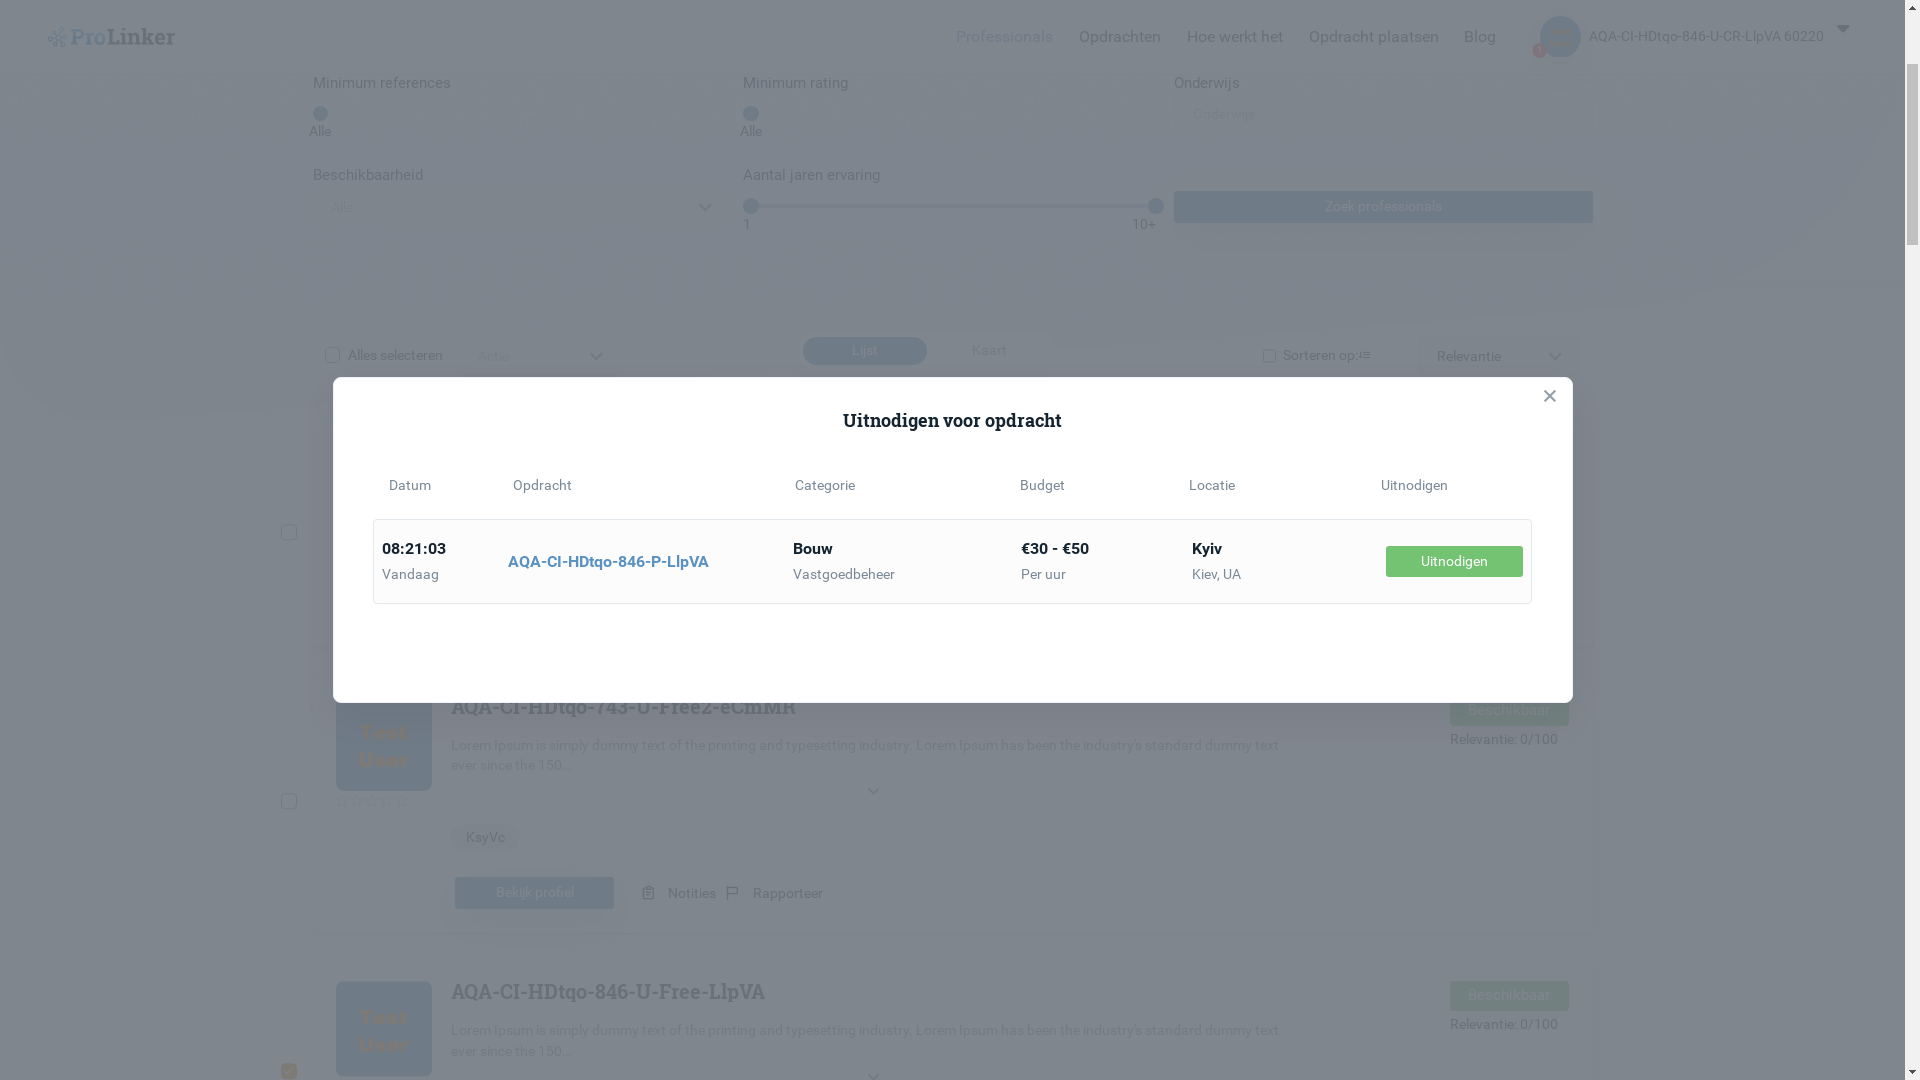 ProLinker
Professionals
Opdrachten
Hoe werkt het
Opdracht plaatsen
Blog
1
AQA-CI-HDtqo-846-U-CR-LlpVA 60220
Minimum references
Minimum rating
Onderwijs
Onderwijs
Alle
Alle
Beschikbaarheid
Aantal jaren ervaring
Alle
Zoek professionals
1
10+
Alles selecteren
Actie
Lijst
Kaart
Sorteren op:
Relevantie
Uitnodigen voor opdracht
Datum
Opdracht
Categorie
Budget
Locatie
Uitnodigen
08:21:03
Vandaag
AQA-CI-HDtqo-846-P-LlpVA
Bouw
Vastgoedbeheer
€30 - €50
Per uur
Kyiv
Kiev, UA
Uitnodigen
AQA-CI-HDtqo-743-U-Free2-eCmMR
Beschikbaar
Test
User
Lorem Ipsum is simply dummy text of the printing and typesetting industry. Lorem Ipsum has been the industry's standard dummy text
ever since the 150...
Relevantie: 0/100
KsyVc
Bekijk profiel
Notities
Rapporteer
AQA-CI-HDtqo-846-U-Free-LlpVA
Beschikbaar
Test
User
Lorem Ipsum is simply dummy text of the printing and typesetting industry. Lorem Ipsum has been the industry's standard dummy text
ever since the 150...
Relevantie: 0/100